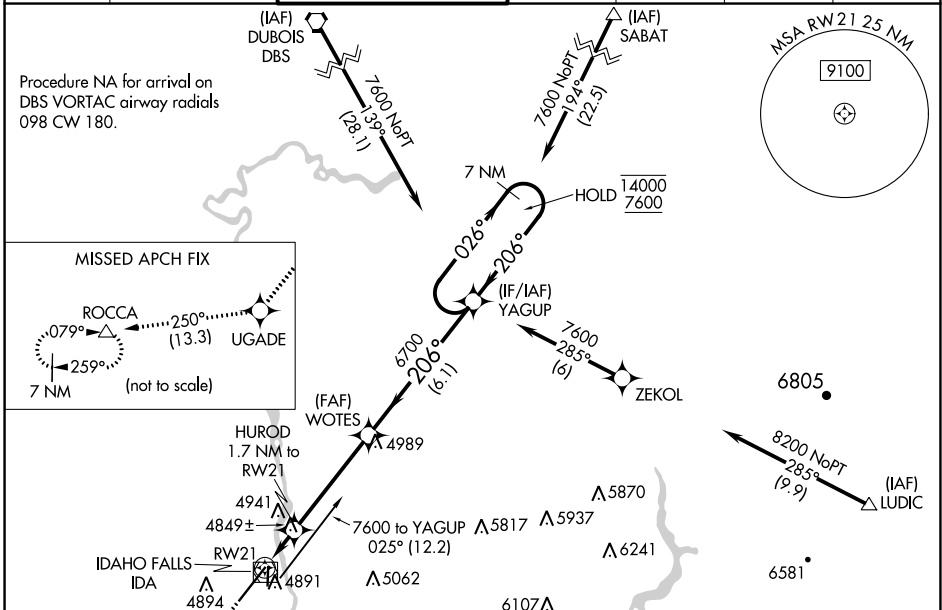 (IAF)
DUBOIS
DBS
(IAF)
SABAT
MSA RW 21 25 NM
9100
Procedure NA for arrival on
DBS VORTAC airway radials
098 CW 180.
7600 NoPT
139°
(28.1)
7600 NoPT
194°
(22.5)
7 NM
HOLD
14000
7600
026°
206°
(IF/IAF)
YAGUP
MISSED APCH FIX
ROCCA
079°
250°
(13.3)
UGADE
259°
7 NM
(not to scale)
6700
206°
(6.1)
7600
285°
(6)
ZEKOL
6805
(FAF)
WOTES
4989
HUROD
1.7 NM to
RW21
8200 NoPT
285°
(9.9)
(IAF)
LUDIC
4941
4849±
7600 to YAGUP
025° (12.2)
5870
5817
5937
6241
IDAHO FALLS
IDA
RW21
4891
4894
5062
6581
6107